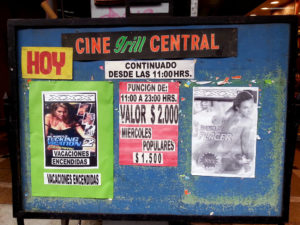 CINE grill CENTRAL
HOY
CONTINUADO
DESDE LAS 11:00 HRS.
FUNCION DE:
11:00 A 23:00 HRS.
VALOR $ 2.000
MIERCOLES
POPULARES
$ 1.500
VACACIONES
ENCENDIDAS
VACACIONES ENCENDIDAS